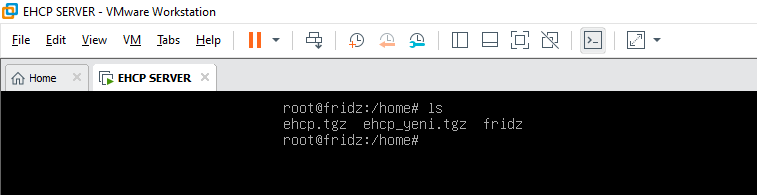 EHCP SERVER - VMware Workstation
File Edit View VM Tabs Help
Home EHCP SERVER
root@fridz:/home# ls
ehcp.tgz ehcp_yeni.tgz fridz
root@fridz:/home#